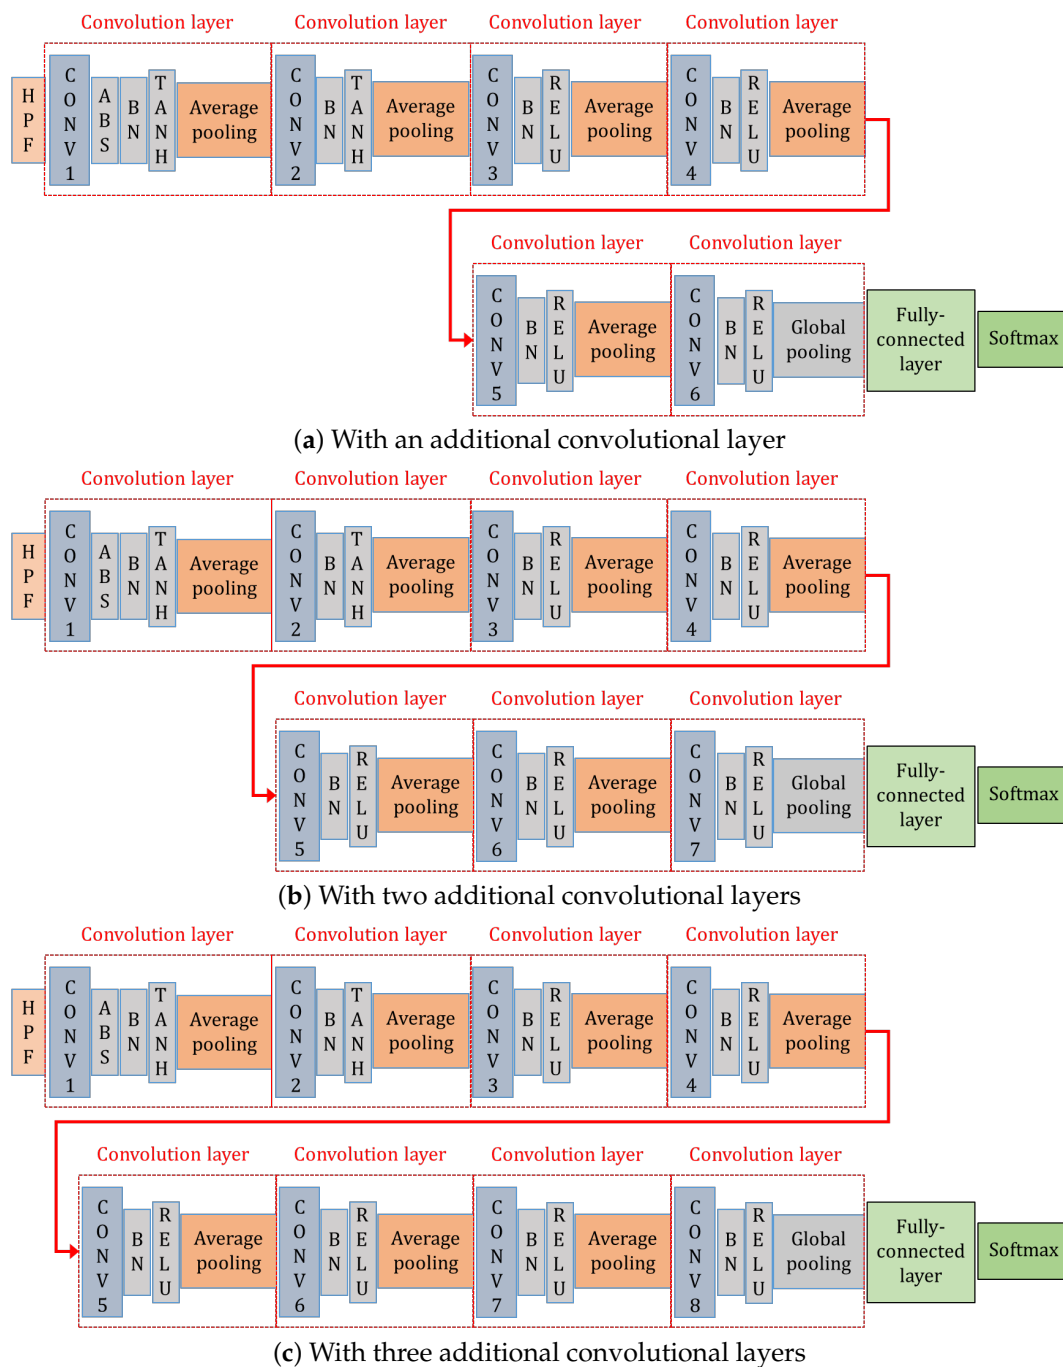 Convolution layer Convolution layer Convolution layer Convolution layer
HPF CONV1 ABS BN TANH Average pooling CONV2 BN TANH Average pooling CONV3 BN RELU Average pooling CONV4 BN RELU Average pooling
Convolution layer Convolution layer
CONV5 BN RELU Average pooling CONV6 BN RELU Global pooling Fully-connected layer Softmax
(a) With an additional convolutional layer
Convolution layer Convolution layer Convolution layer Convolution layer
HPF CONV1 ABS BN TANH Average pooling CONV2 BN TANH Average pooling CONV3 BN RELU Average pooling CONV4 BN RELU Average pooling
Convolution layer Convolution layer Convolution layer
CONV5 BN RELU Average pooling CONV6 BN RELU Average pooling CONV7 BN RELU Global pooling Fully-connected layer Softmax
(b) With two additional convolutional layers
Convolution layer Convolution layer Convolution layer Convolution layer
HPF CONV1 ABS BN TANH Average pooling CONV2 BN TANH Average pooling CONV3 BN RELU Average pooling CONV4 BN RELU Average pooling
Convolution layer Convolution layer Convolution layer Convolution layer
CONV5 BN RELU Average pooling CONV6 BN RELU Average pooling CONV7 BN RELU Average pooling CONV8 BN RELU Global pooling Fully-connected layer Softmax
(c) With three additional convolutional layers